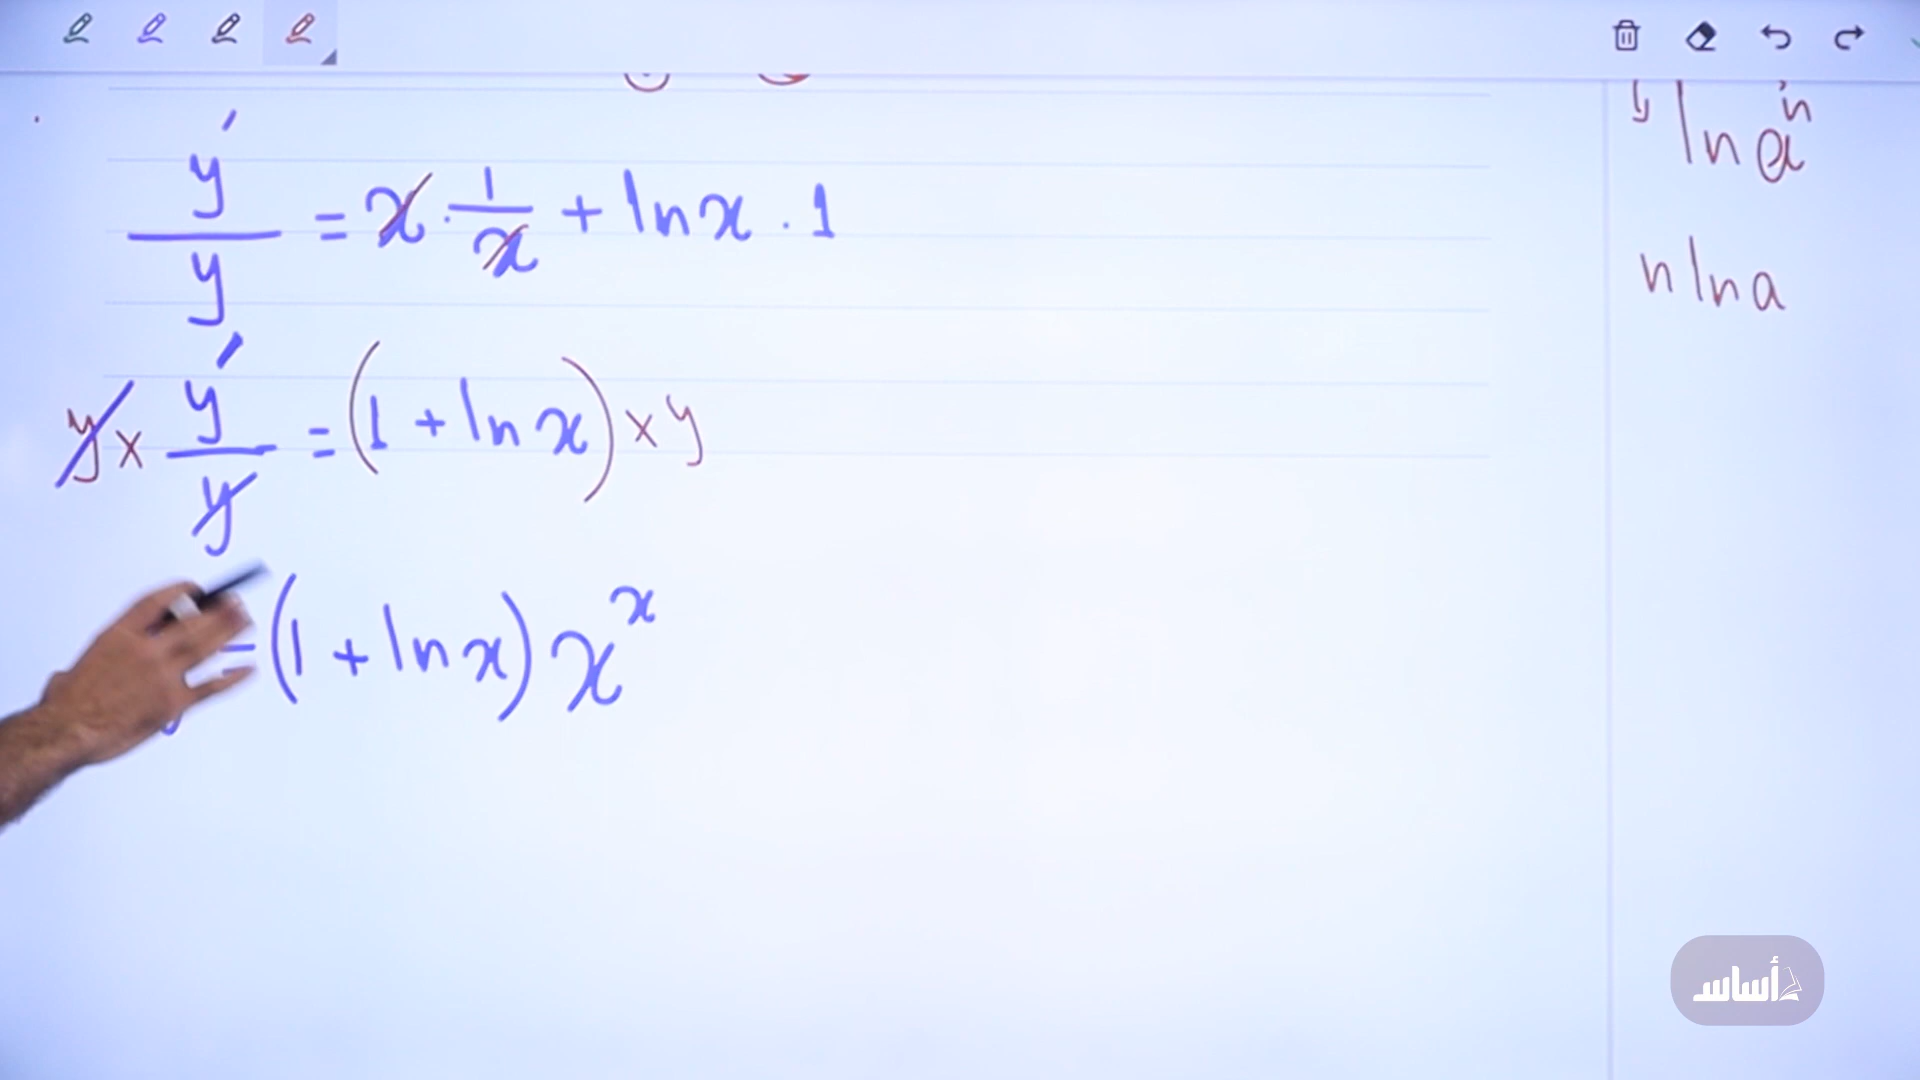 y' / y = x · 1/x + ln x · 1
y × y' / y = (1 + ln x) × y
= (1 + ln x) x^x
ln a^n
n ln a
أساس